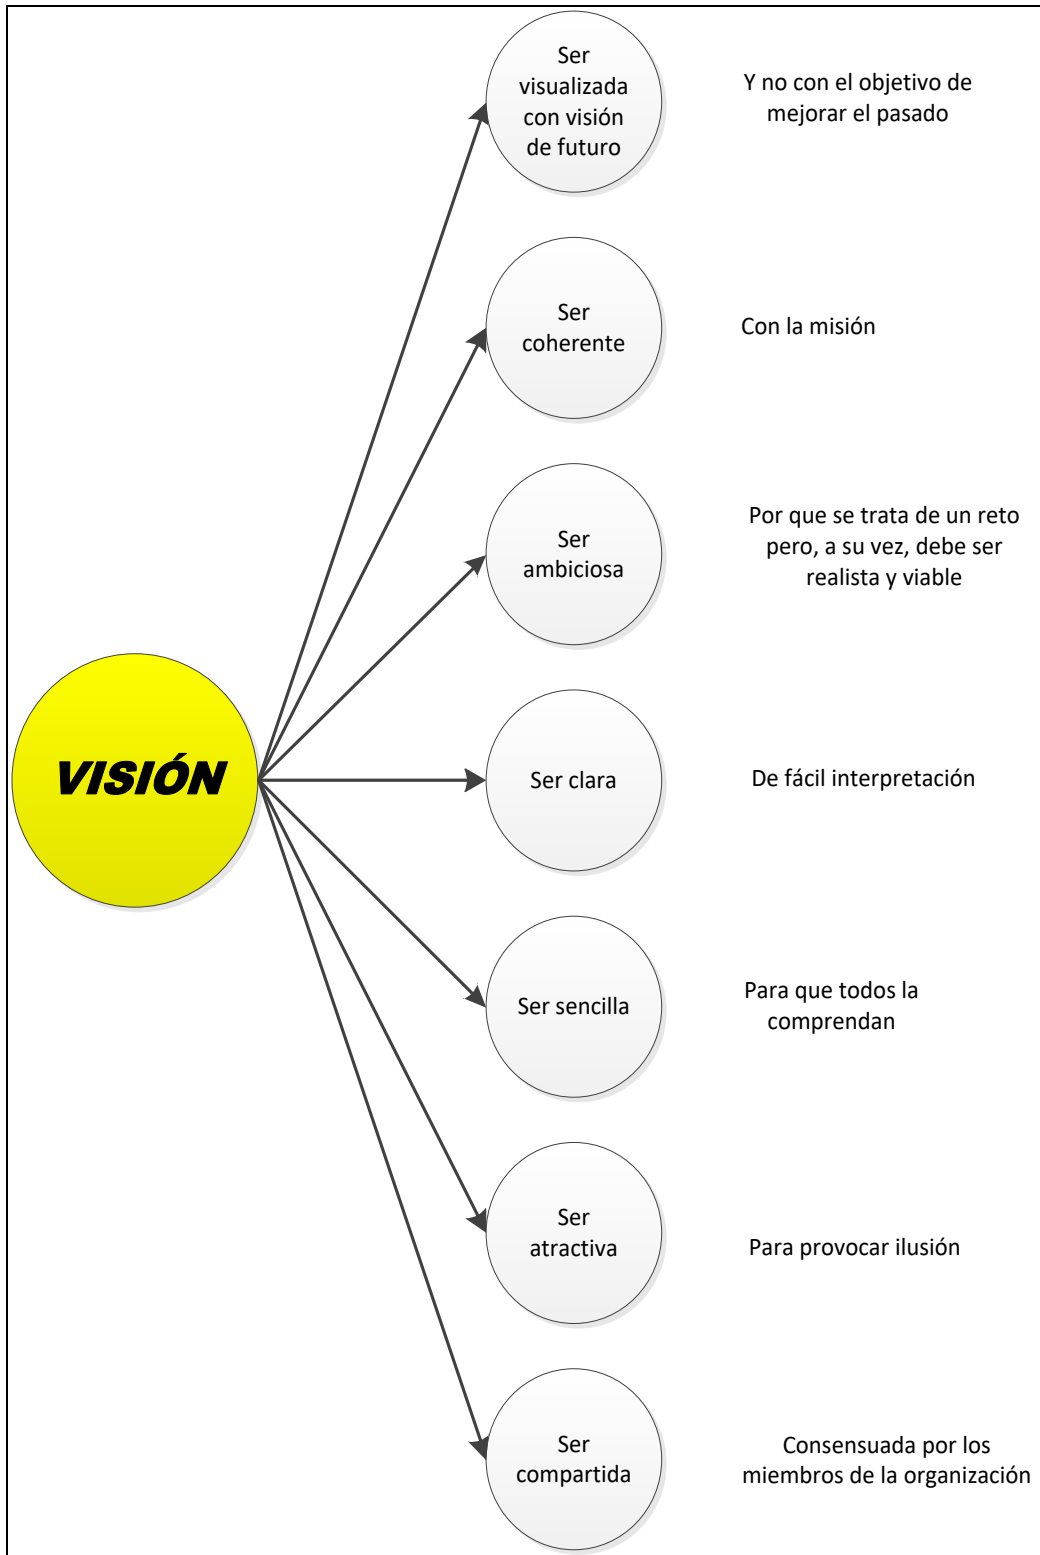 Ser
visualizada
con visión
de futuro
Y no con el objetivo de
mejorar el pasado
Ser
coherente
Con la misión
Ser
ambiciosa
Por que se trata de un reto
pero, a su vez, debe ser
realista y viable
VISIÓN
Ser clara
De fácil interpretación
Ser sencilla
Para que todos la
comprendan
Ser
atractiva
Para provocar ilusión
Ser
compartida
Consensuada por los
miembros de la organización